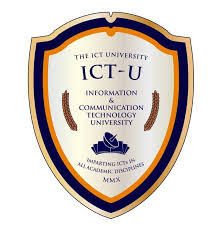 THE ICT UNIVERSITY
ICT-U
INFORMATION
&
COMMUNICATION
TECHNOLOGY
UNIVERSITY
IMPARTING ICTs IN
ALL ACADEMIC DISCIPLINES
MMX